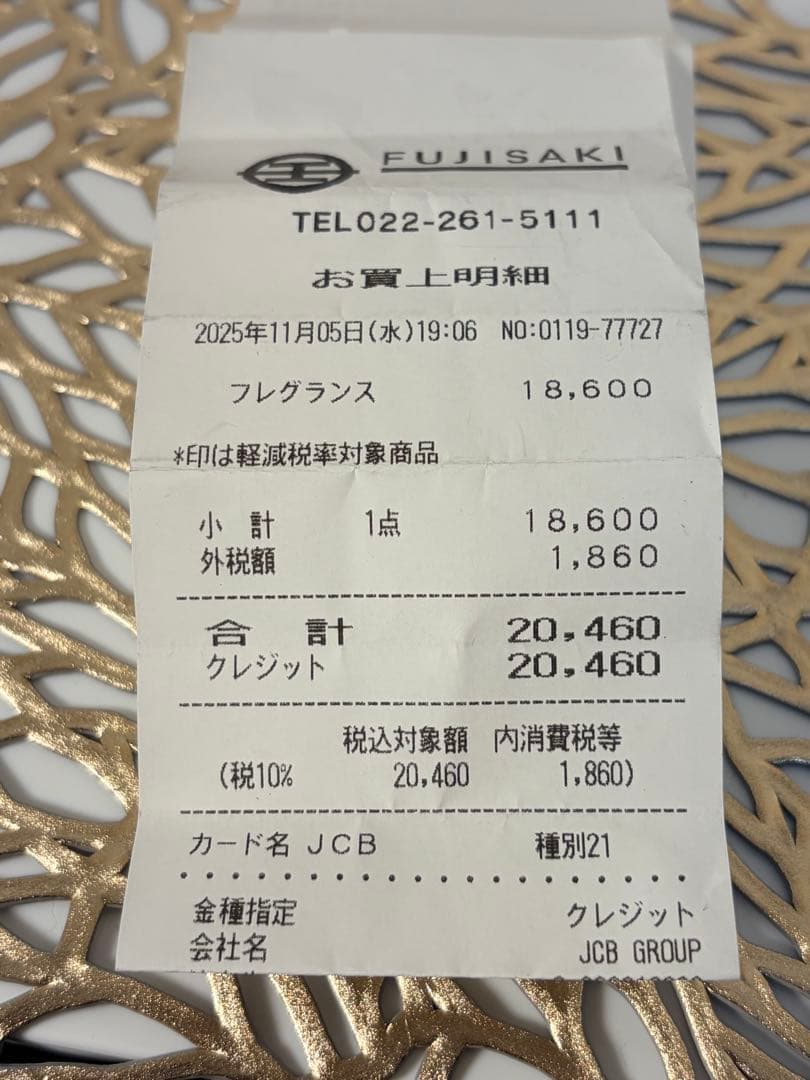 FUJISAKI
TEL022-261-5111
お買上明細
2025年11月05日(水)19:06 NO:0119-77727
フレグランス 18,600
*印は軽減税率対象商品
小計 1点 18,600
外税額 1,860
合計 20,460
クレジット 20,460
税込対象額 内消費税等
(税10% 20,460 1,860)
カード名 JCB 種別21
金種指定 クレジット
会社名 JCB GROUP